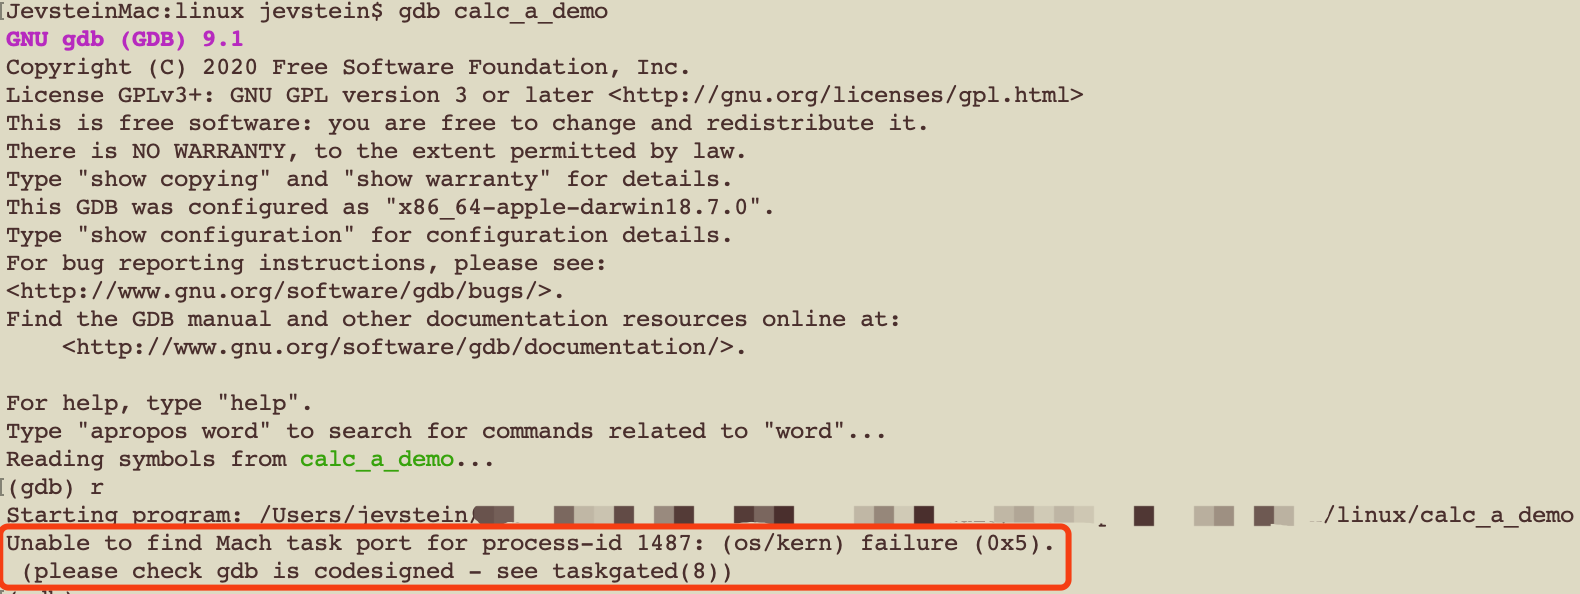 JevsteinMac:linux jevstein$ gdb calc_a_demo
GNU gdb (GDB) 9.1
Copyright (C) 2020 Free Software Foundation, Inc.
License GPLv3+: GNU GPL version 3 or later <http://gnu.org/licenses/gpl.html>
This is free software: you are free to change and redistribute it.
There is NO WARRANTY, to the extent permitted by law.
Type "show copying" and "show warranty" for details.
This GDB was configured as "x86_64-apple-darwin18.7.0".
Type "show configuration" for configuration details.
For bug reporting instructions, please see:
<http://www.gnu.org/software/gdb/bugs/>.
Find the GDB manual and other documentation resources online at:
    <http://www.gnu.org/software/gdb/documentation/>.

For help, type "help".
Type "apropos word" to search for commands related to "word"...
Reading symbols from calc_a_demo...
(gdb) r
Starting program: /Users/jevstein/ /linux/calc_a_demo
Unable to find Mach task port for process-id 1487: (os/kern) failure (0x5).
 (please check gdb is codesigned - see taskgated(8))